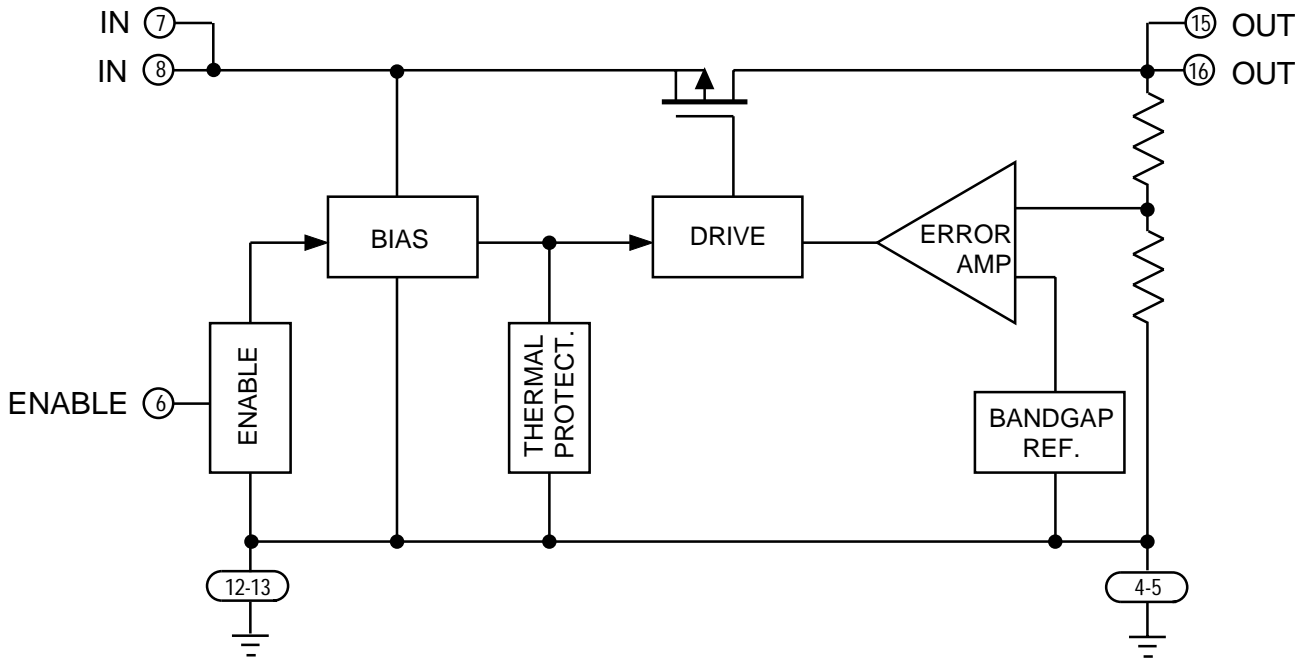 IN 7
15 OUT
IN 8
16 OUT
BIAS
DRIVE
ERROR
AMP
ENABLE 6
ENABLE
THERMAL
PROTECT.
BANDGAP
REF.
12-13
4-5